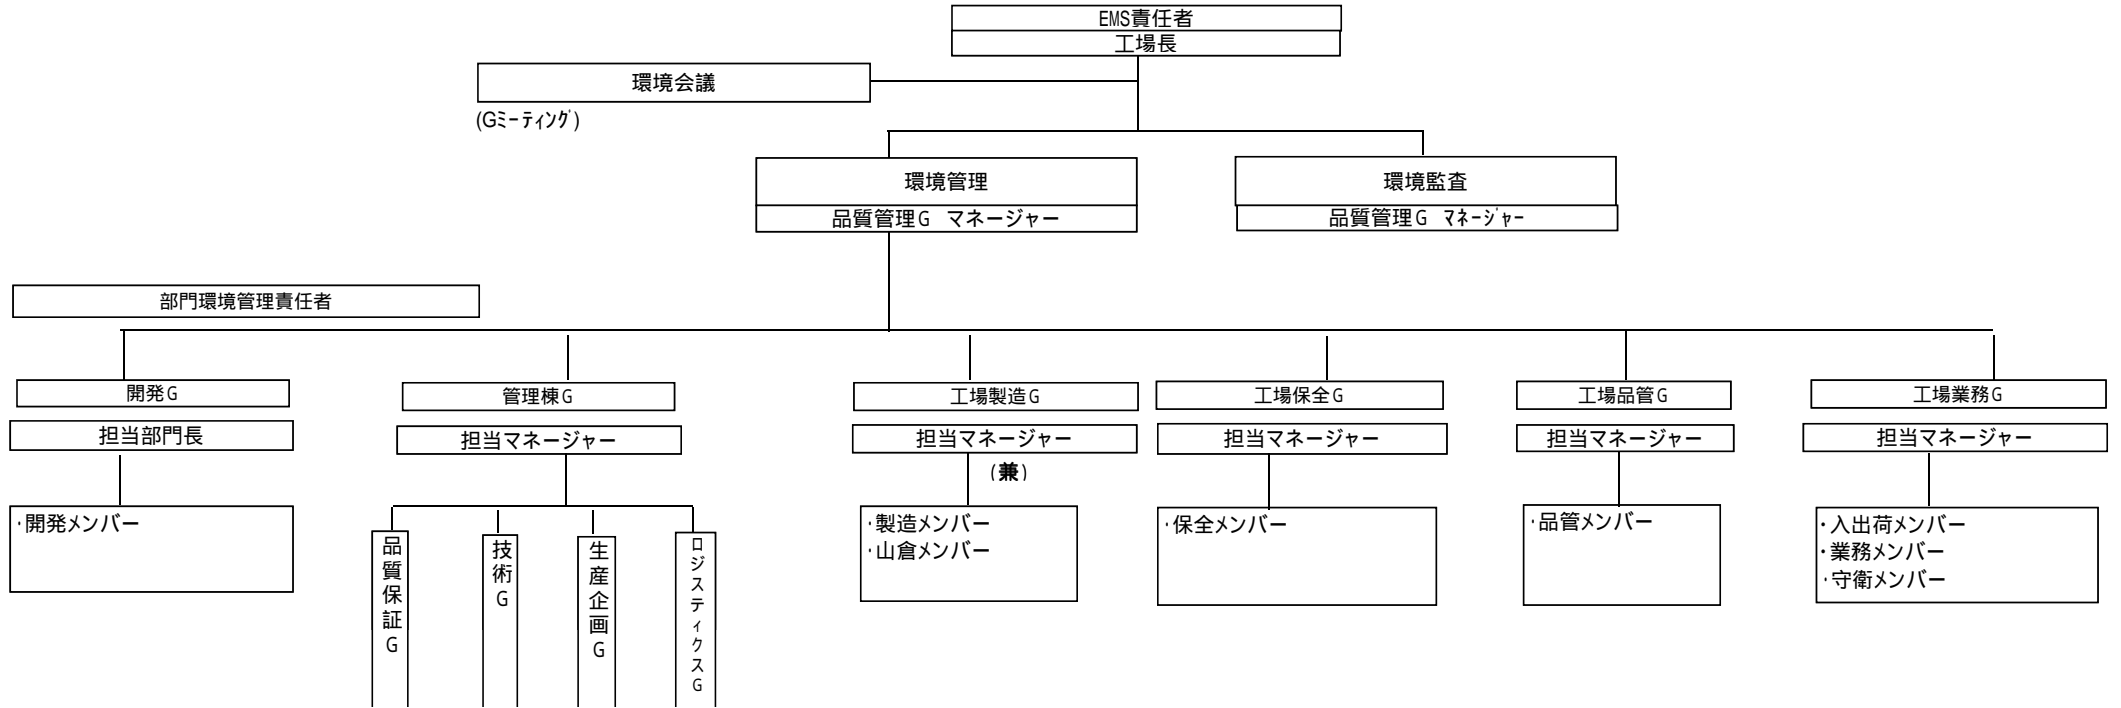 EMS責任者
工場長
環境会議
(Gﾐｰﾃｨﾝｸﾞ)
環境管理
環境監査
品質管理G マネージャー
品質管理G ﾏﾈｰｼﾞｬｰ
部門環境管理責任者
開発G
管理棟G
工場製造G
工場保全G
工場品管G
工場業務G
担当部門長
担当マネージャー
担当マネージャー
担当マネージャー
担当マネージャー
担当マネージャー
(兼)
・開発メンバー
品質保証G
技術G
生産企画G
ロジスティクスG
・製造メンバー
・山倉メンバー
・保全メンバー
・品管メンバー
・入出荷メンバー
・業務メンバー
・守衛メンバー